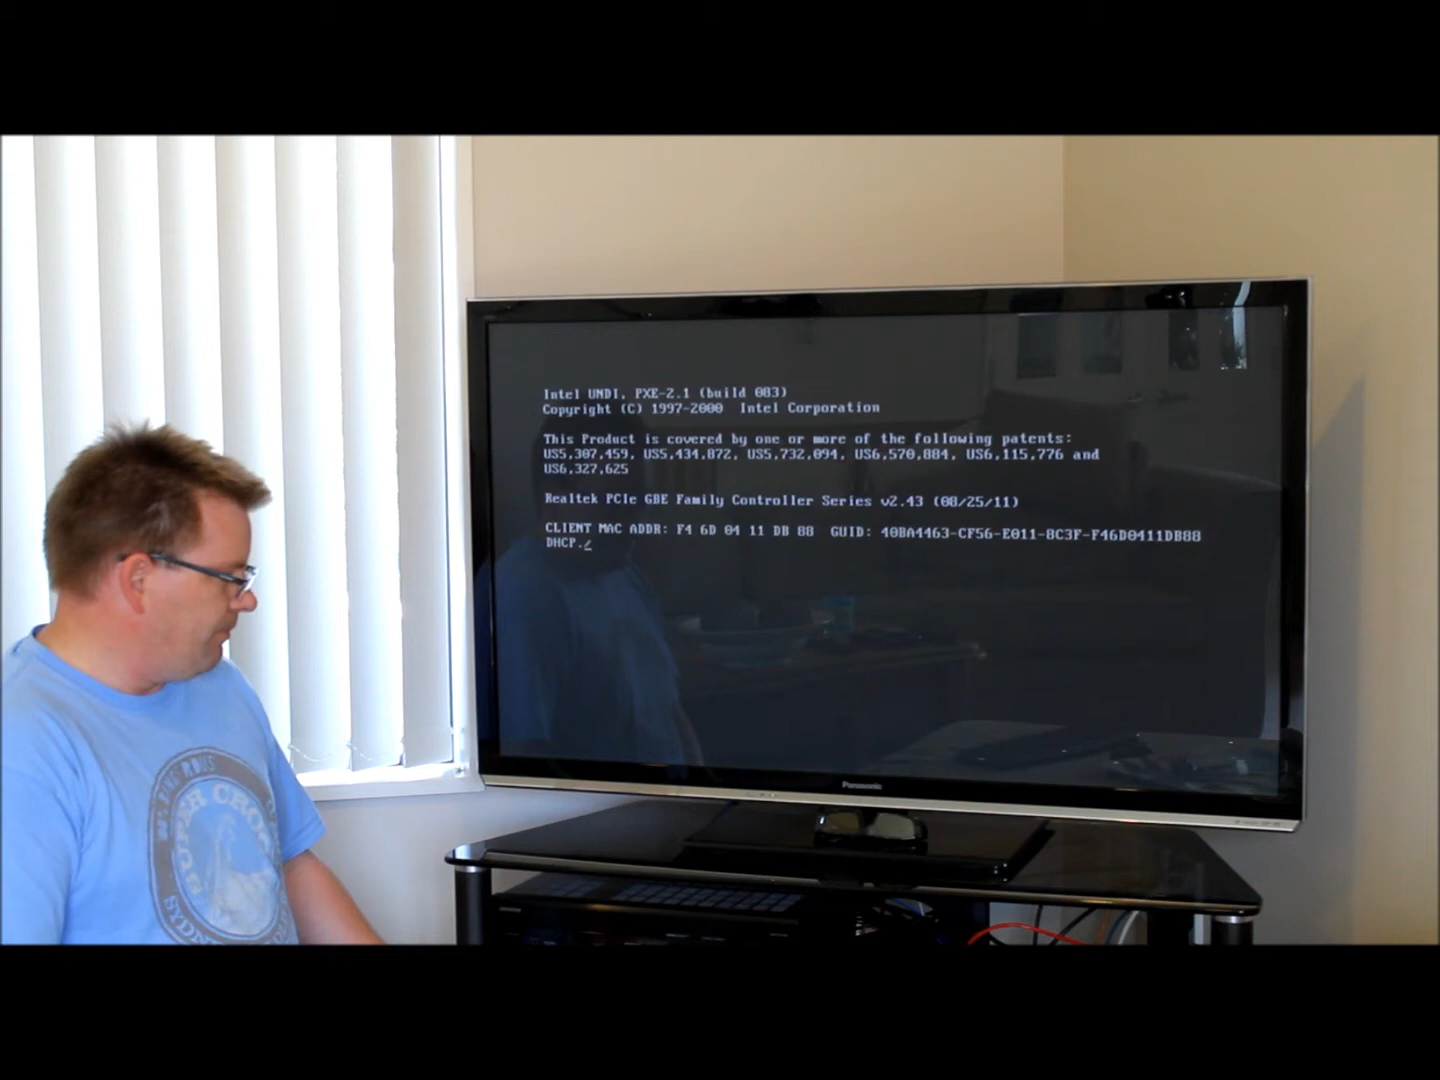 Intel UNDI, PXE-2.1 (build 083)
Copyright (C) 1997-2000 Intel Corporation
This Product is covered by one or more of the following patents:
US5,307,459, US5,434,872, US5,732,094, US6,570,884, US6,115,776 and
US6,327,625
Realtek PCIe GBE Family Controller Series v2.43 (08/25/11)
CLIENT MAC ADDR: F4 6D 04 11 DB 88 GUID: 40BA4463-CF56-E011-8C3F-F46D0411DB88
DHCP./
Panasonic
SUPER CROC